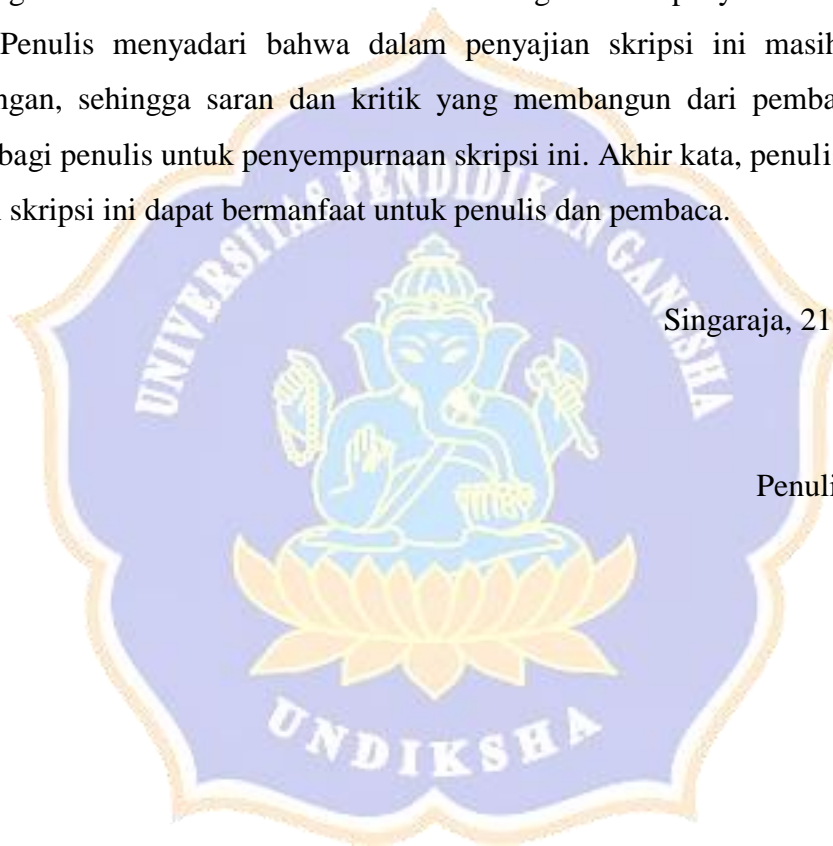 Penulis menyadari bahwa dalam penyajian skripsi ini masih
ngan, sehingga saran dan kritik yang membangun dari pemba
bagi penulis untuk penyempurnaan skripsi ini. Akhir kata, penuli
skripsi ini dapat bermanfaat untuk penulis dan pembaca.
UNIVERSITAS PENDIDIKAN GANESHA
Singaraja, 21
Penuli
UNDIKSHA